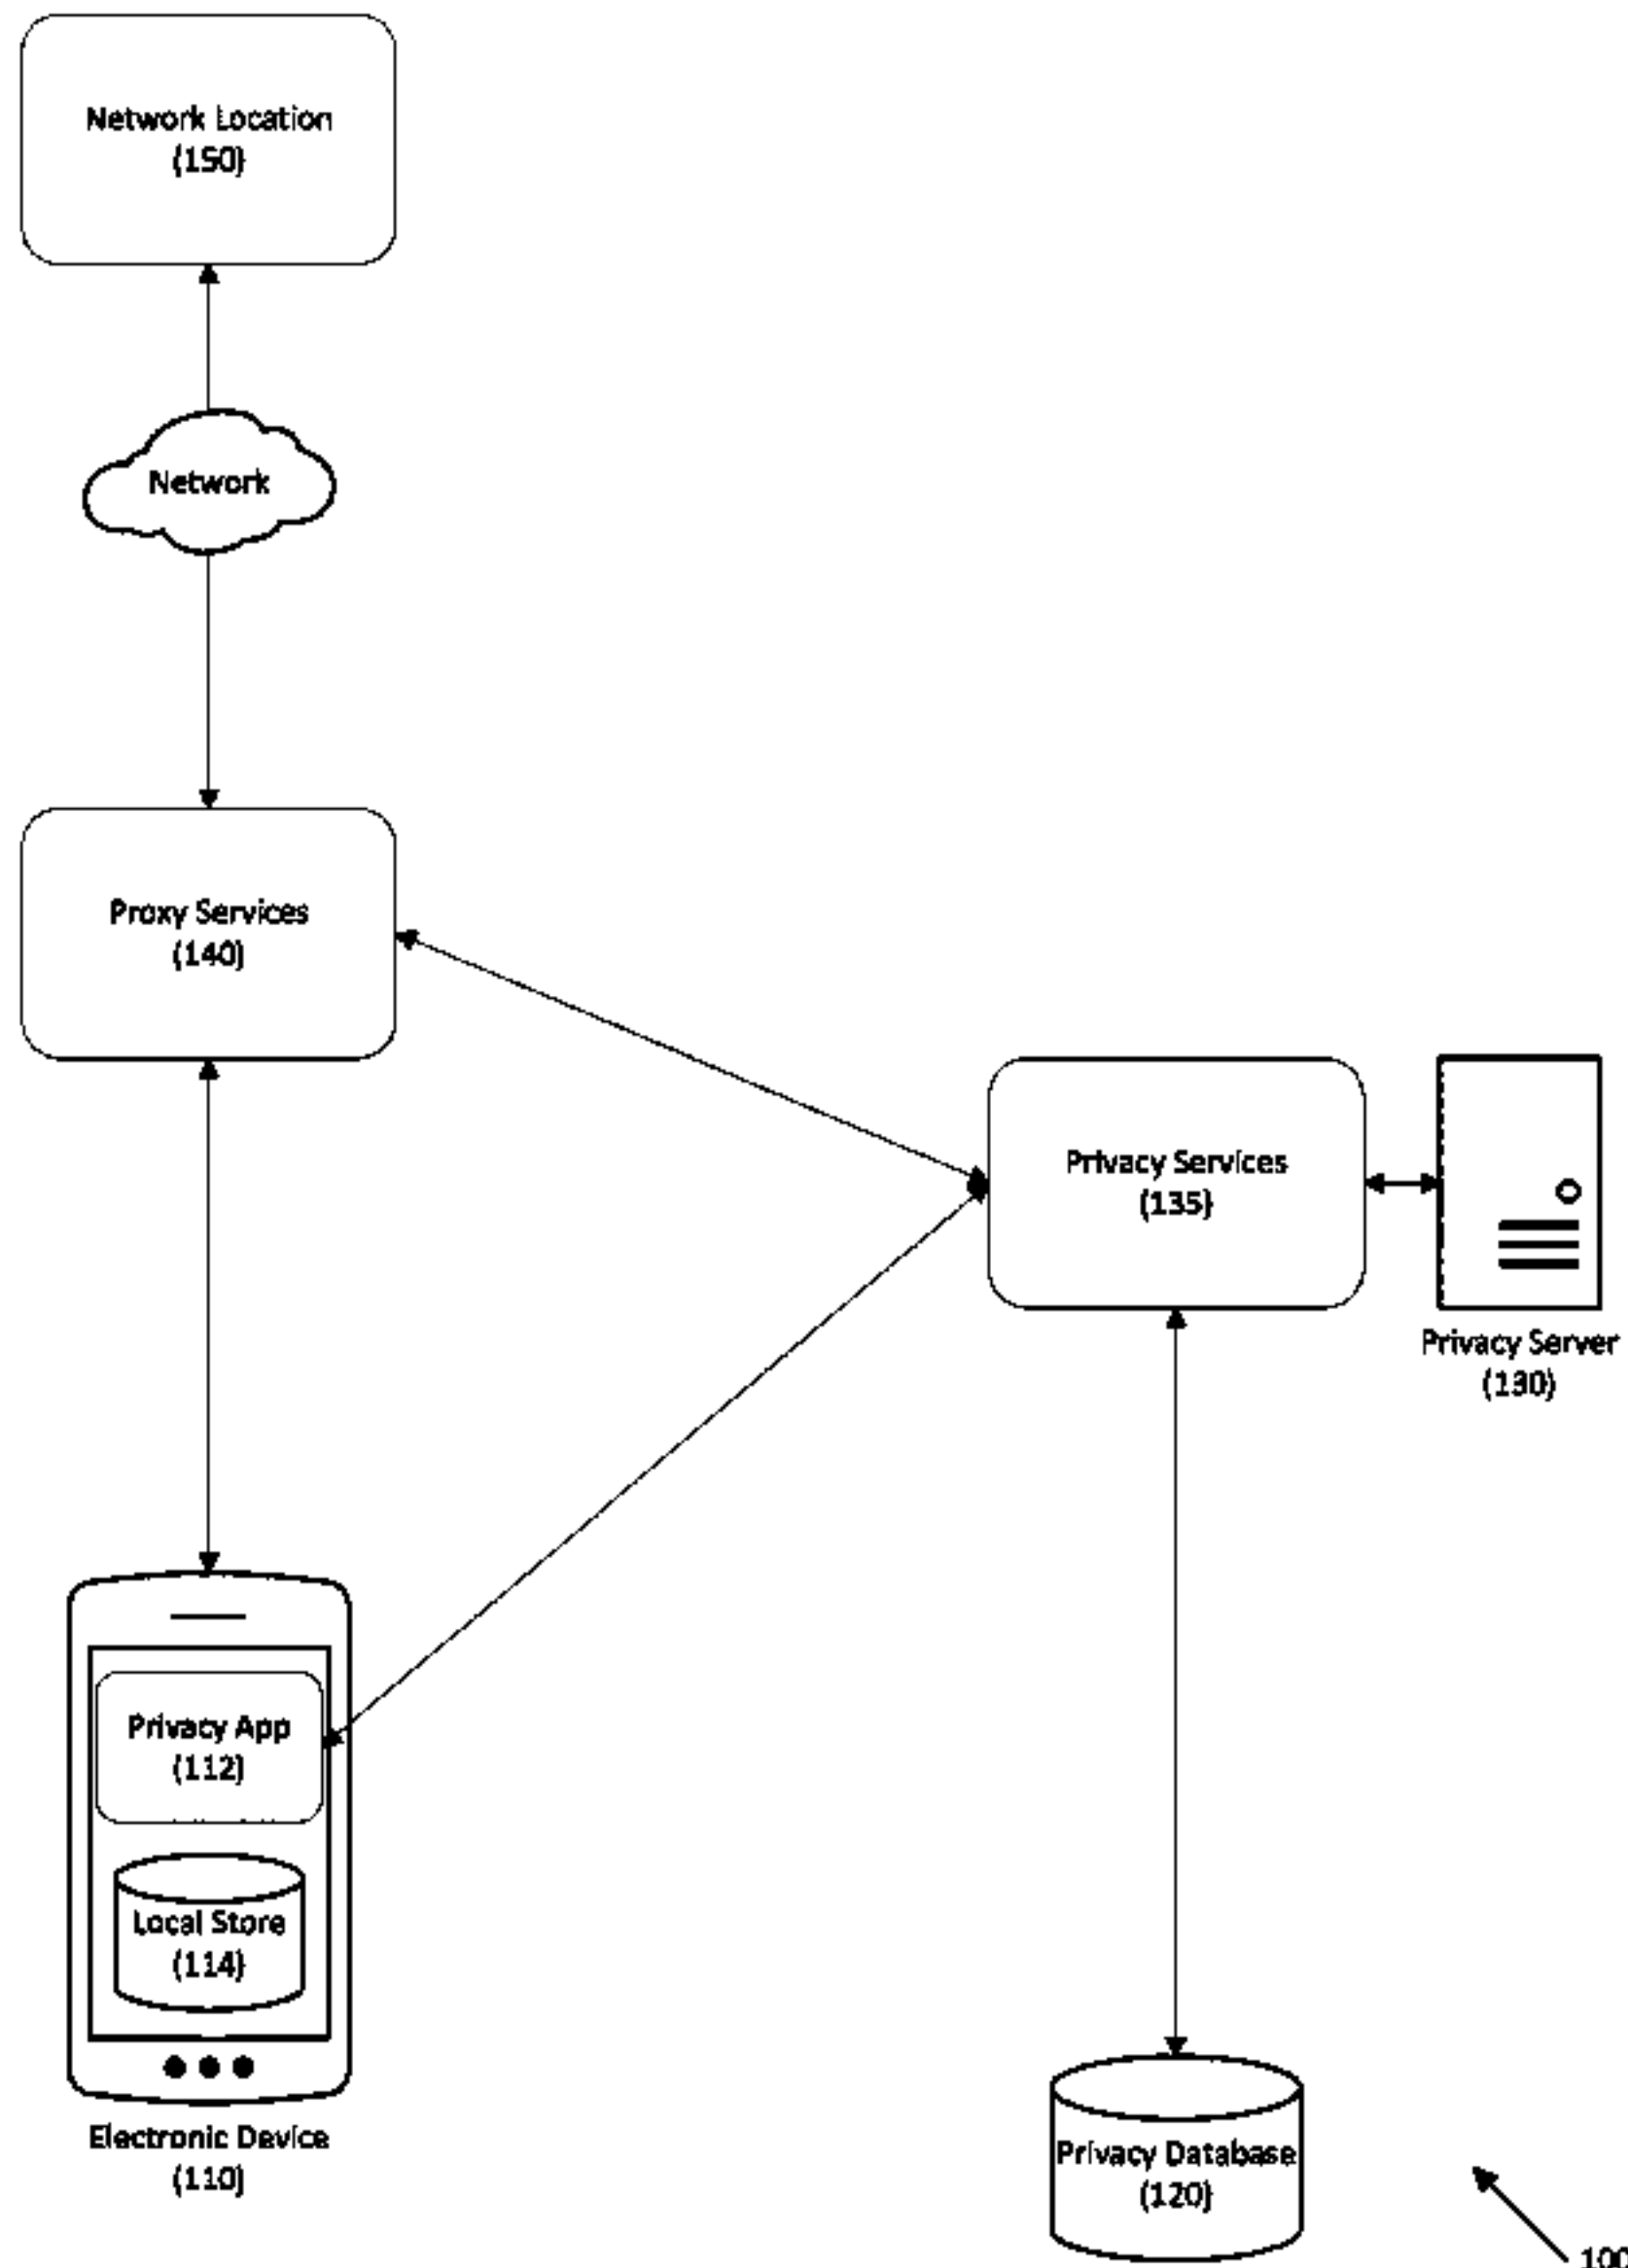 Network Location
(150)
Network
Proxy Services
(140)
Privacy Services
(135)
Privacy Server
(130)
Privacy App
(112)
Local Store
(114)
Electronic Device
(110)
Privacy Database
(120)
100